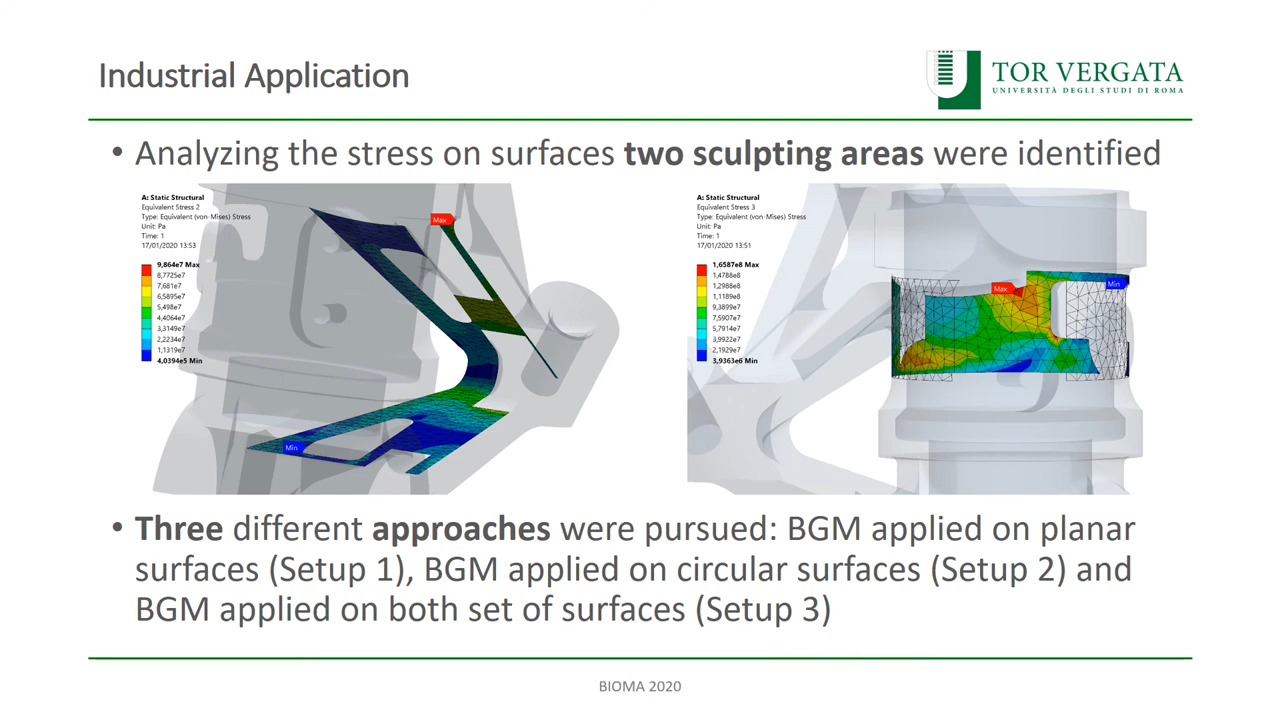 Industrial Application
TOR VERGATA
UNIVERSITÀ DEGLI STUDI DI ROMA
• Analyzing the stress on surfaces two sculpting areas were identified
A: Static Structural
Equivalent Stress 2
Type: Equivalent (von-Mises) Stress
Unit: Pa
Time: 1
17/01/2020 13:53
9,864e7 Max
8,7725e7
7,681e7
6,5895e7
5,498e7
4,4064e7
3,3149e7
2,2234e7
1,1319e7
4,0394e5 Min
Max
Min
A: Static Structural
Equivalent Stress 3
Type: Equivalent (von-Mises) Stress
Unit: Pa
Time: 1
17/01/2020 13:51
1,6587e8 Max
1,4788e8
1,2988e8
1,1189e8
9,3899e7
7,5907e7
5,7914e7
3,9922e7
2,1929e7
3,9363e6 Min
Max
Min
• Three different approaches were pursued: BGM applied on planar
surfaces (Setup 1), BGM applied on circular surfaces (Setup 2) and
BGM applied on both set of surfaces (Setup 3)
BIOMA 2020